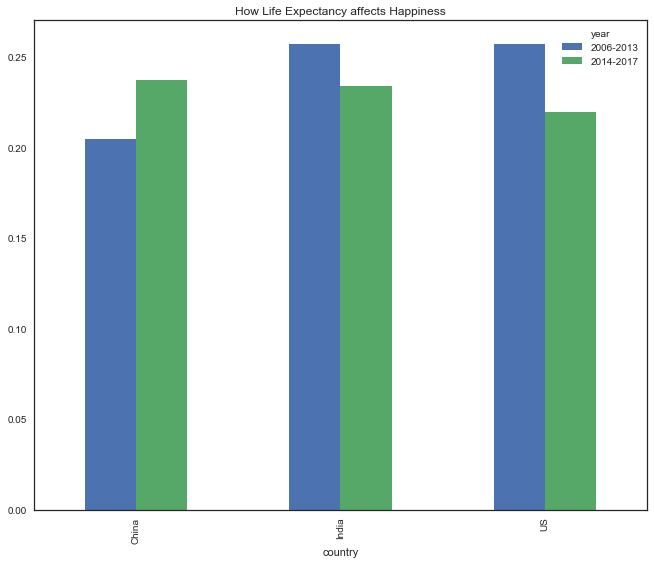 How Life Expectancy affects Happiness
year
2006-2013
2014-2017
0.25
0.20
0.15
0.10
0.05
0.00
China
India
US
country